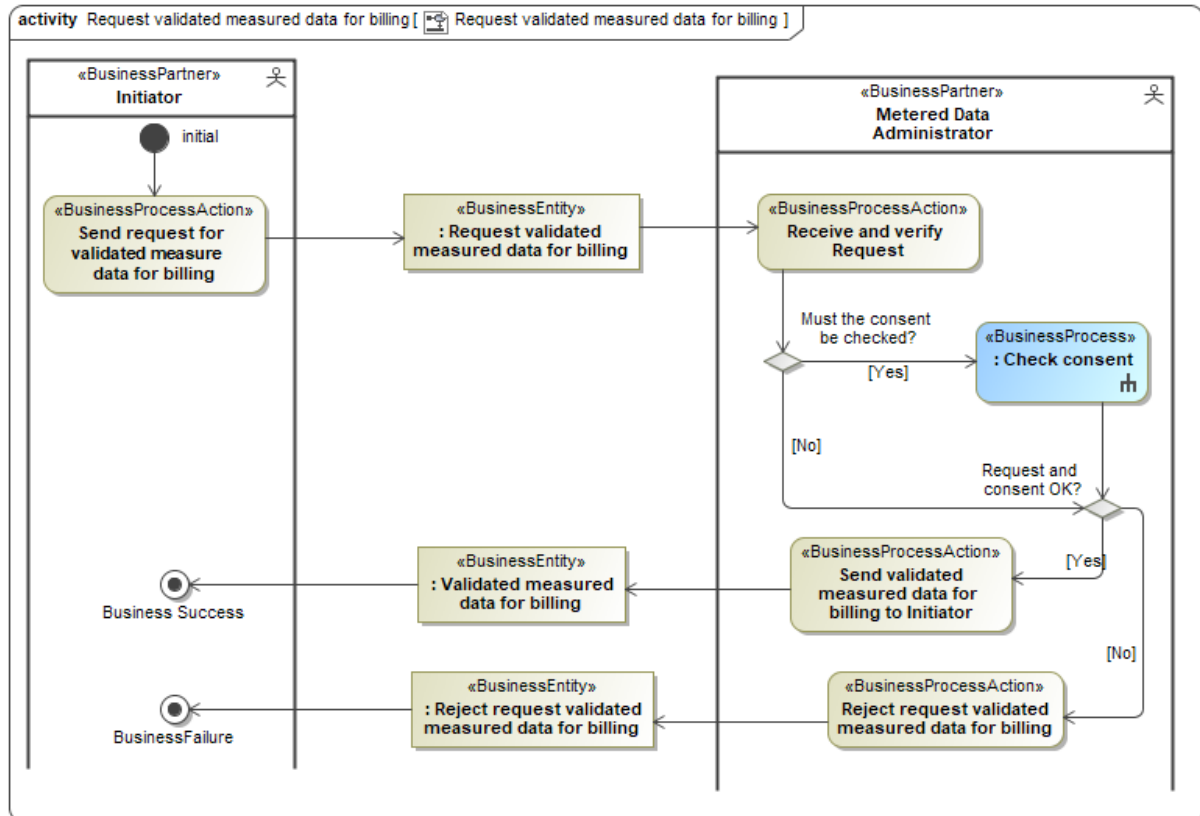 activity Request validated measured data for billing [ Request validated measured data for billing ]
«BusinessPartner»
Initiator
«BusinessPartner»
Metered Data
Administrator
initial
«BusinessProcessAction»
Send request for
validated measure
data for billing
«BusinessEntity»
: Request validated
measured data for billing
«BusinessProcessAction»
Receive and verify
Request
Must the consent
be checked?
[Yes]
«BusinessProcess»
: Check consent
[No]
Request and
consent OK?
[Yes]
«BusinessProcessAction»
Send validated
measured data for
billing to Initiator
«BusinessEntity»
: Validated measured
data for billing
Business Success
[No]
«BusinessProcessAction»
Reject request validated
measured data for billing
«BusinessEntity»
: Reject request validated
measured data for billing
BusinessFailure